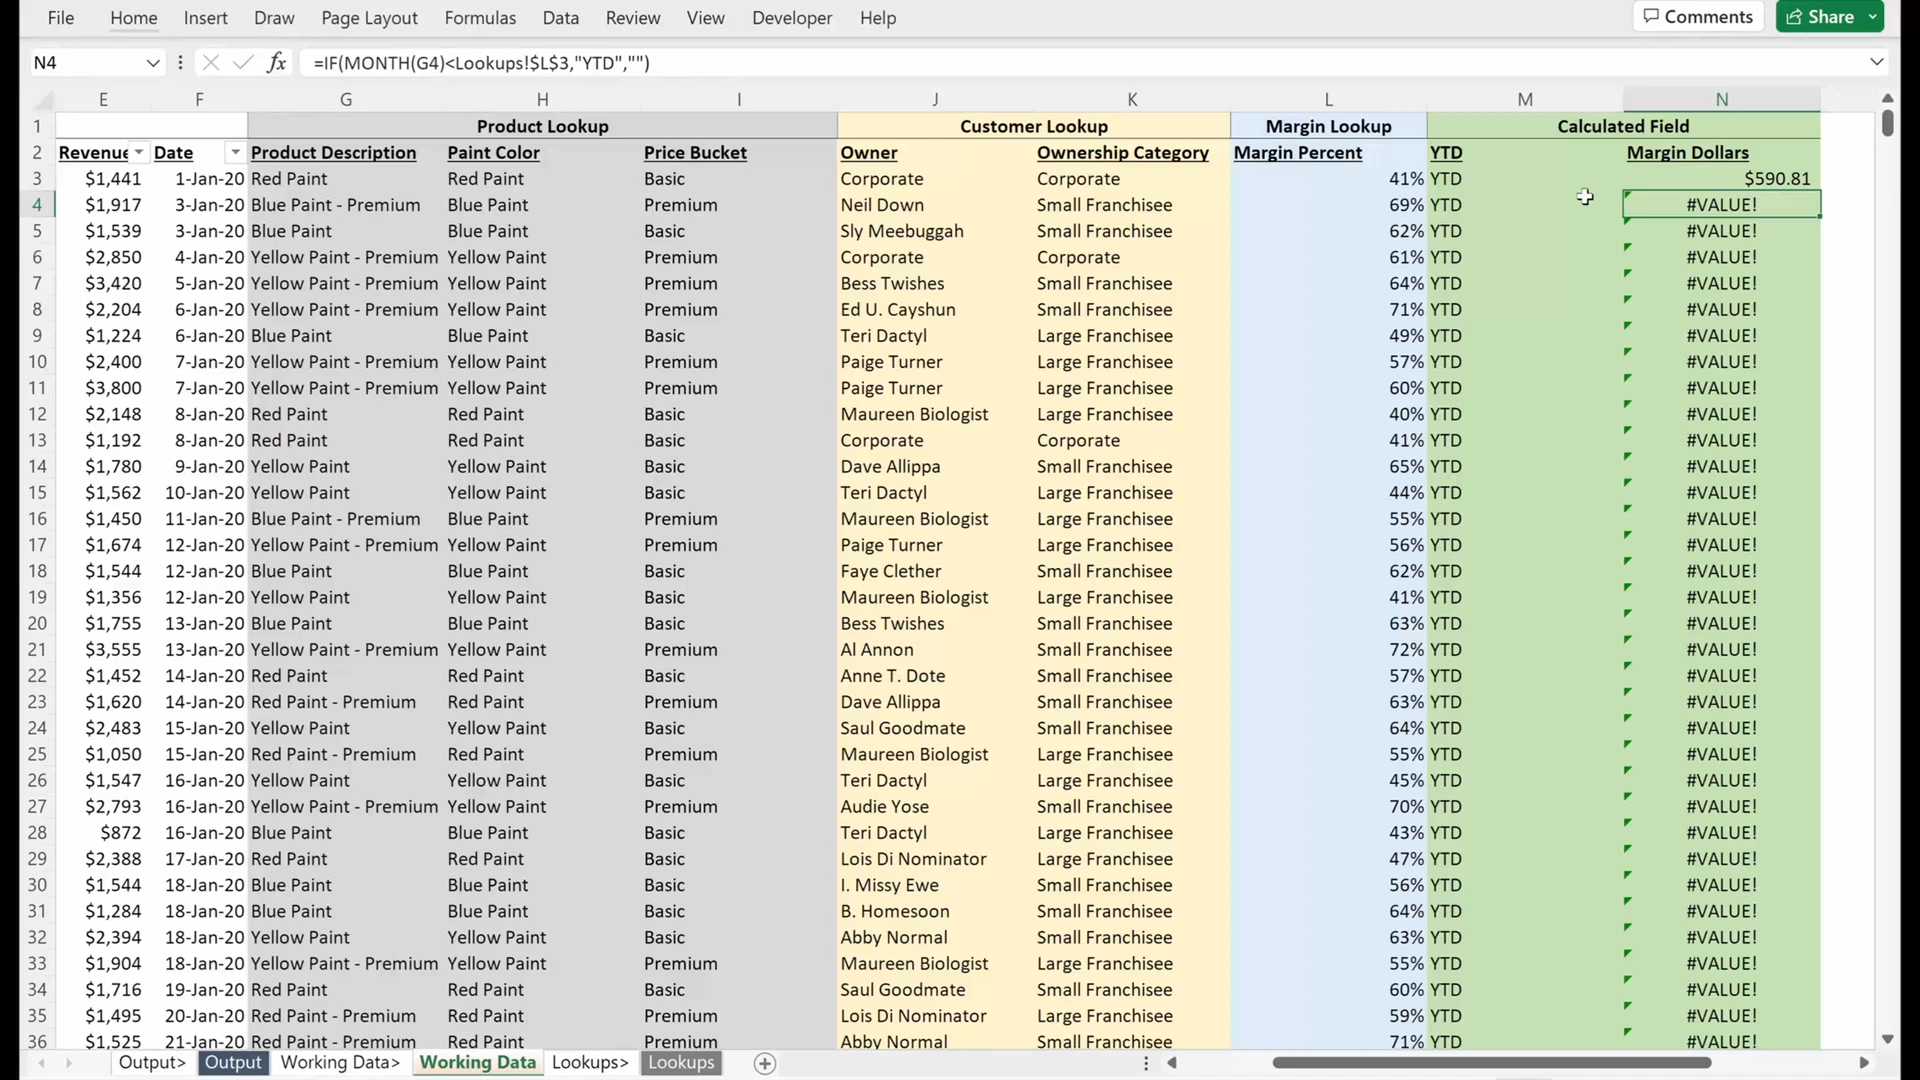 File Home Insert Draw Page Layout Formulas Data Review View Developer Help Comments Share
N4 fx =IF(MONTH(G4)<Lookups!$L$3,"YTD","")
E F G H I J K L M N
1 Product Lookup Customer Lookup Margin Lookup Calculated Field
2 Revenue Date Product Description Paint Color Price Bucket Owner Ownership Category Margin Percent YTD Margin Dollars
3 $1,441 1-Jan-20 Red Paint Red Paint Basic Corporate Corporate 41% YTD $590.81
4 $1,917 3-Jan-20 Blue Paint - Premium Blue Paint Premium Neil Down Small Franchisee 69% YTD #VALUE!
5 $1,539 3-Jan-20 Blue Paint Blue Paint Basic Sly Meebuggah Small Franchisee 62% YTD #VALUE!
6 $2,850 4-Jan-20 Yellow Paint - Premium Yellow Paint Premium Corporate Corporate 61% YTD #VALUE!
7 $3,420 5-Jan-20 Yellow Paint - Premium Yellow Paint Premium Bess Twishes Small Franchisee 64% YTD #VALUE!
8 $2,204 6-Jan-20 Yellow Paint - Premium Yellow Paint Premium Ed U. Cayshun Small Franchisee 71% YTD #VALUE!
9 $1,224 6-Jan-20 Blue Paint Blue Paint Basic Teri Dactyl Large Franchisee 49% YTD #VALUE!
10 $2,400 7-Jan-20 Yellow Paint - Premium Yellow Paint Premium Paige Turner Large Franchisee 57% YTD #VALUE!
11 $3,800 7-Jan-20 Yellow Paint - Premium Yellow Paint Premium Paige Turner Large Franchisee 60% YTD #VALUE!
12 $2,148 8-Jan-20 Red Paint Red Paint Basic Maureen Biologist Large Franchisee 40% YTD #VALUE!
13 $1,192 8-Jan-20 Red Paint Red Paint Basic Corporate Corporate 41% YTD #VALUE!
14 $1,780 9-Jan-20 Yellow Paint Yellow Paint Basic Dave Allippa Small Franchisee 65% YTD #VALUE!
15 $1,562 10-Jan-20 Yellow Paint Yellow Paint Basic Teri Dactyl Large Franchisee 44% YTD #VALUE!
16 $1,450 11-Jan-20 Blue Paint - Premium Blue Paint Premium Maureen Biologist Large Franchisee 55% YTD #VALUE!
17 $1,674 12-Jan-20 Yellow Paint - Premium Yellow Paint Premium Paige Turner Large Franchisee 56% YTD #VALUE!
18 $1,544 12-Jan-20 Blue Paint Blue Paint Basic Faye Clether Small Franchisee 62% YTD #VALUE!
19 $1,356 12-Jan-20 Yellow Paint Yellow Paint Basic Maureen Biologist Large Franchisee 41% YTD #VALUE!
20 $1,755 13-Jan-20 Blue Paint Blue Paint Basic Bess Twishes Small Franchisee 63% YTD #VALUE!
21 $3,555 13-Jan-20 Yellow Paint - Premium Yellow Paint Premium Al Annon Small Franchisee 72% YTD #VALUE!
22 $1,452 14-Jan-20 Red Paint Red Paint Basic Anne T. Dote Small Franchisee 57% YTD #VALUE!
23 $1,620 14-Jan-20 Red Paint - Premium Red Paint Premium Dave Allippa Small Franchisee 63% YTD #VALUE!
24 $2,483 15-Jan-20 Yellow Paint Yellow Paint Basic Saul Goodmate Small Franchisee 64% YTD #VALUE!
25 $1,050 15-Jan-20 Red Paint - Premium Red Paint Premium Maureen Biologist Large Franchisee 55% YTD #VALUE!
26 $1,547 16-Jan-20 Yellow Paint Yellow Paint Basic Teri Dactyl Large Franchisee 45% YTD #VALUE!
27 $2,793 16-Jan-20 Yellow Paint - Premium Yellow Paint Premium Audie Yose Small Franchisee 70% YTD #VALUE!
28 $872 16-Jan-20 Blue Paint Blue Paint Basic Teri Dactyl Large Franchisee 43% YTD #VALUE!
29 $2,388 17-Jan-20 Red Paint Red Paint Basic Lois Di Nominator Large Franchisee 47% YTD #VALUE!
30 $1,544 18-Jan-20 Blue Paint Blue Paint Basic I. Missy Ewe Small Franchisee 56% YTD #VALUE!
31 $1,284 18-Jan-20 Blue Paint Blue Paint Basic B. Homesoon Small Franchisee 64% YTD #VALUE!
32 $2,394 18-Jan-20 Yellow Paint Yellow Paint Basic Abby Normal Small Franchisee 63% YTD #VALUE!
33 $1,904 18-Jan-20 Yellow Paint - Premium Yellow Paint Premium Maureen Biologist Large Franchisee 55% YTD #VALUE!
34 $1,716 19-Jan-20 Red Paint Red Paint Basic Saul Goodmate Small Franchisee 60% YTD #VALUE!
35 $1,495 20-Jan-20 Red Paint - Premium Red Paint Premium Lois Di Nominator Large Franchisee 59% YTD #VALUE!
36 $1,525 21-Jan-20 Red Paint - Premium Red Paint Premium Abby Normal Small Franchisee 71% YTD #VALUE!
Output> Output Working Data> Working Data Lookups> Lookups